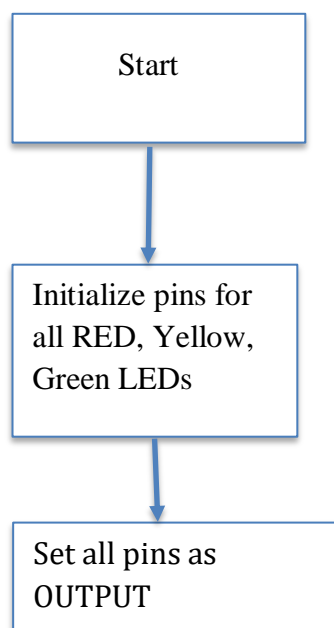 Start
Initialize pins for
all RED, Yellow,
Green LEDs
Set all pins as
OUTPUT